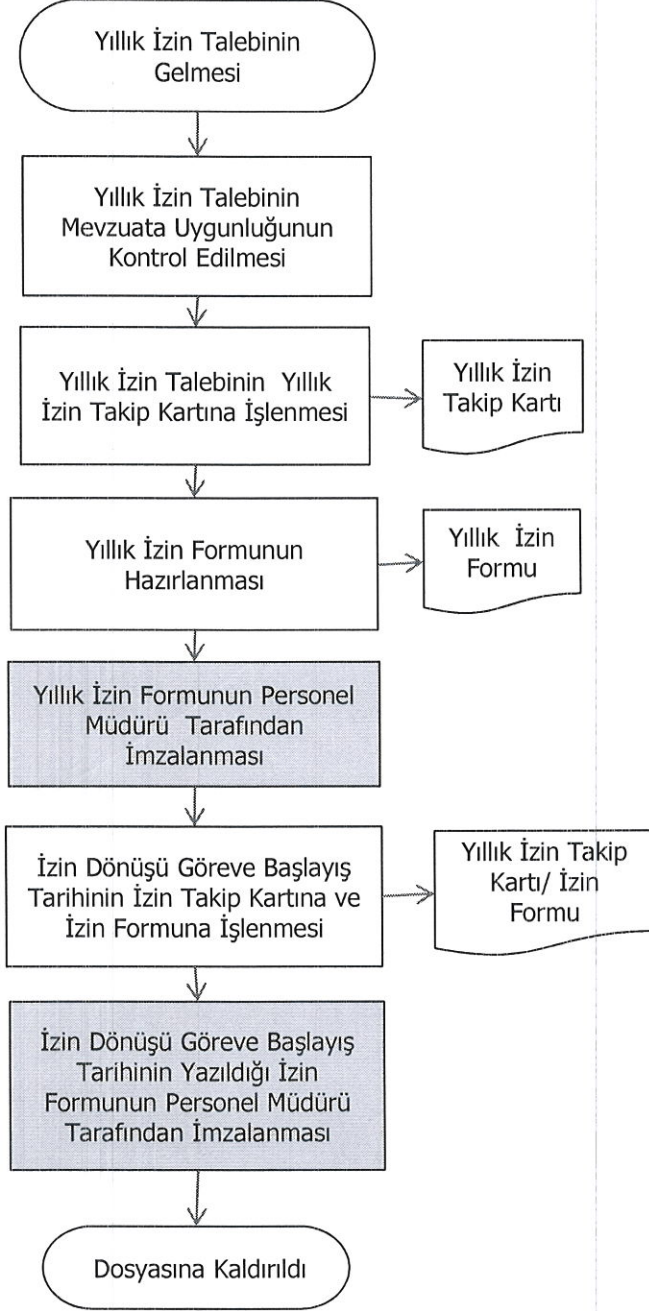 Yıllık İzin Talebinin
Gelmesi
Yıllık İzin Talebinin
Mevzuata Uygunluğunun
Kontrol Edilmesi
Yıllık İzin Talebinin Yıllık
İzin Takip Kartına İşlenmesi
Yıllık İzin
Takip Kartı
Yıllık İzin Formunun
Hazırlanması
Yıllık İzin
Formu
Yıllık İzin Formunun Personel
Müdürü Tarafından
İmzalanması
İzin Dönüşü Göreve Başlayış
Tarihinin İzin Takip Kartına ve
İzin Formuna İşlenmesi
Yıllık İzin Takip
Kartı/ İzin
Formu
İzin Dönüşü Göreve Başlayış
Tarihinin Yazıldığı İzin
Formunun Personel Müdürü
Tarafından İmzalanması
Dosyasına Kaldırıldı